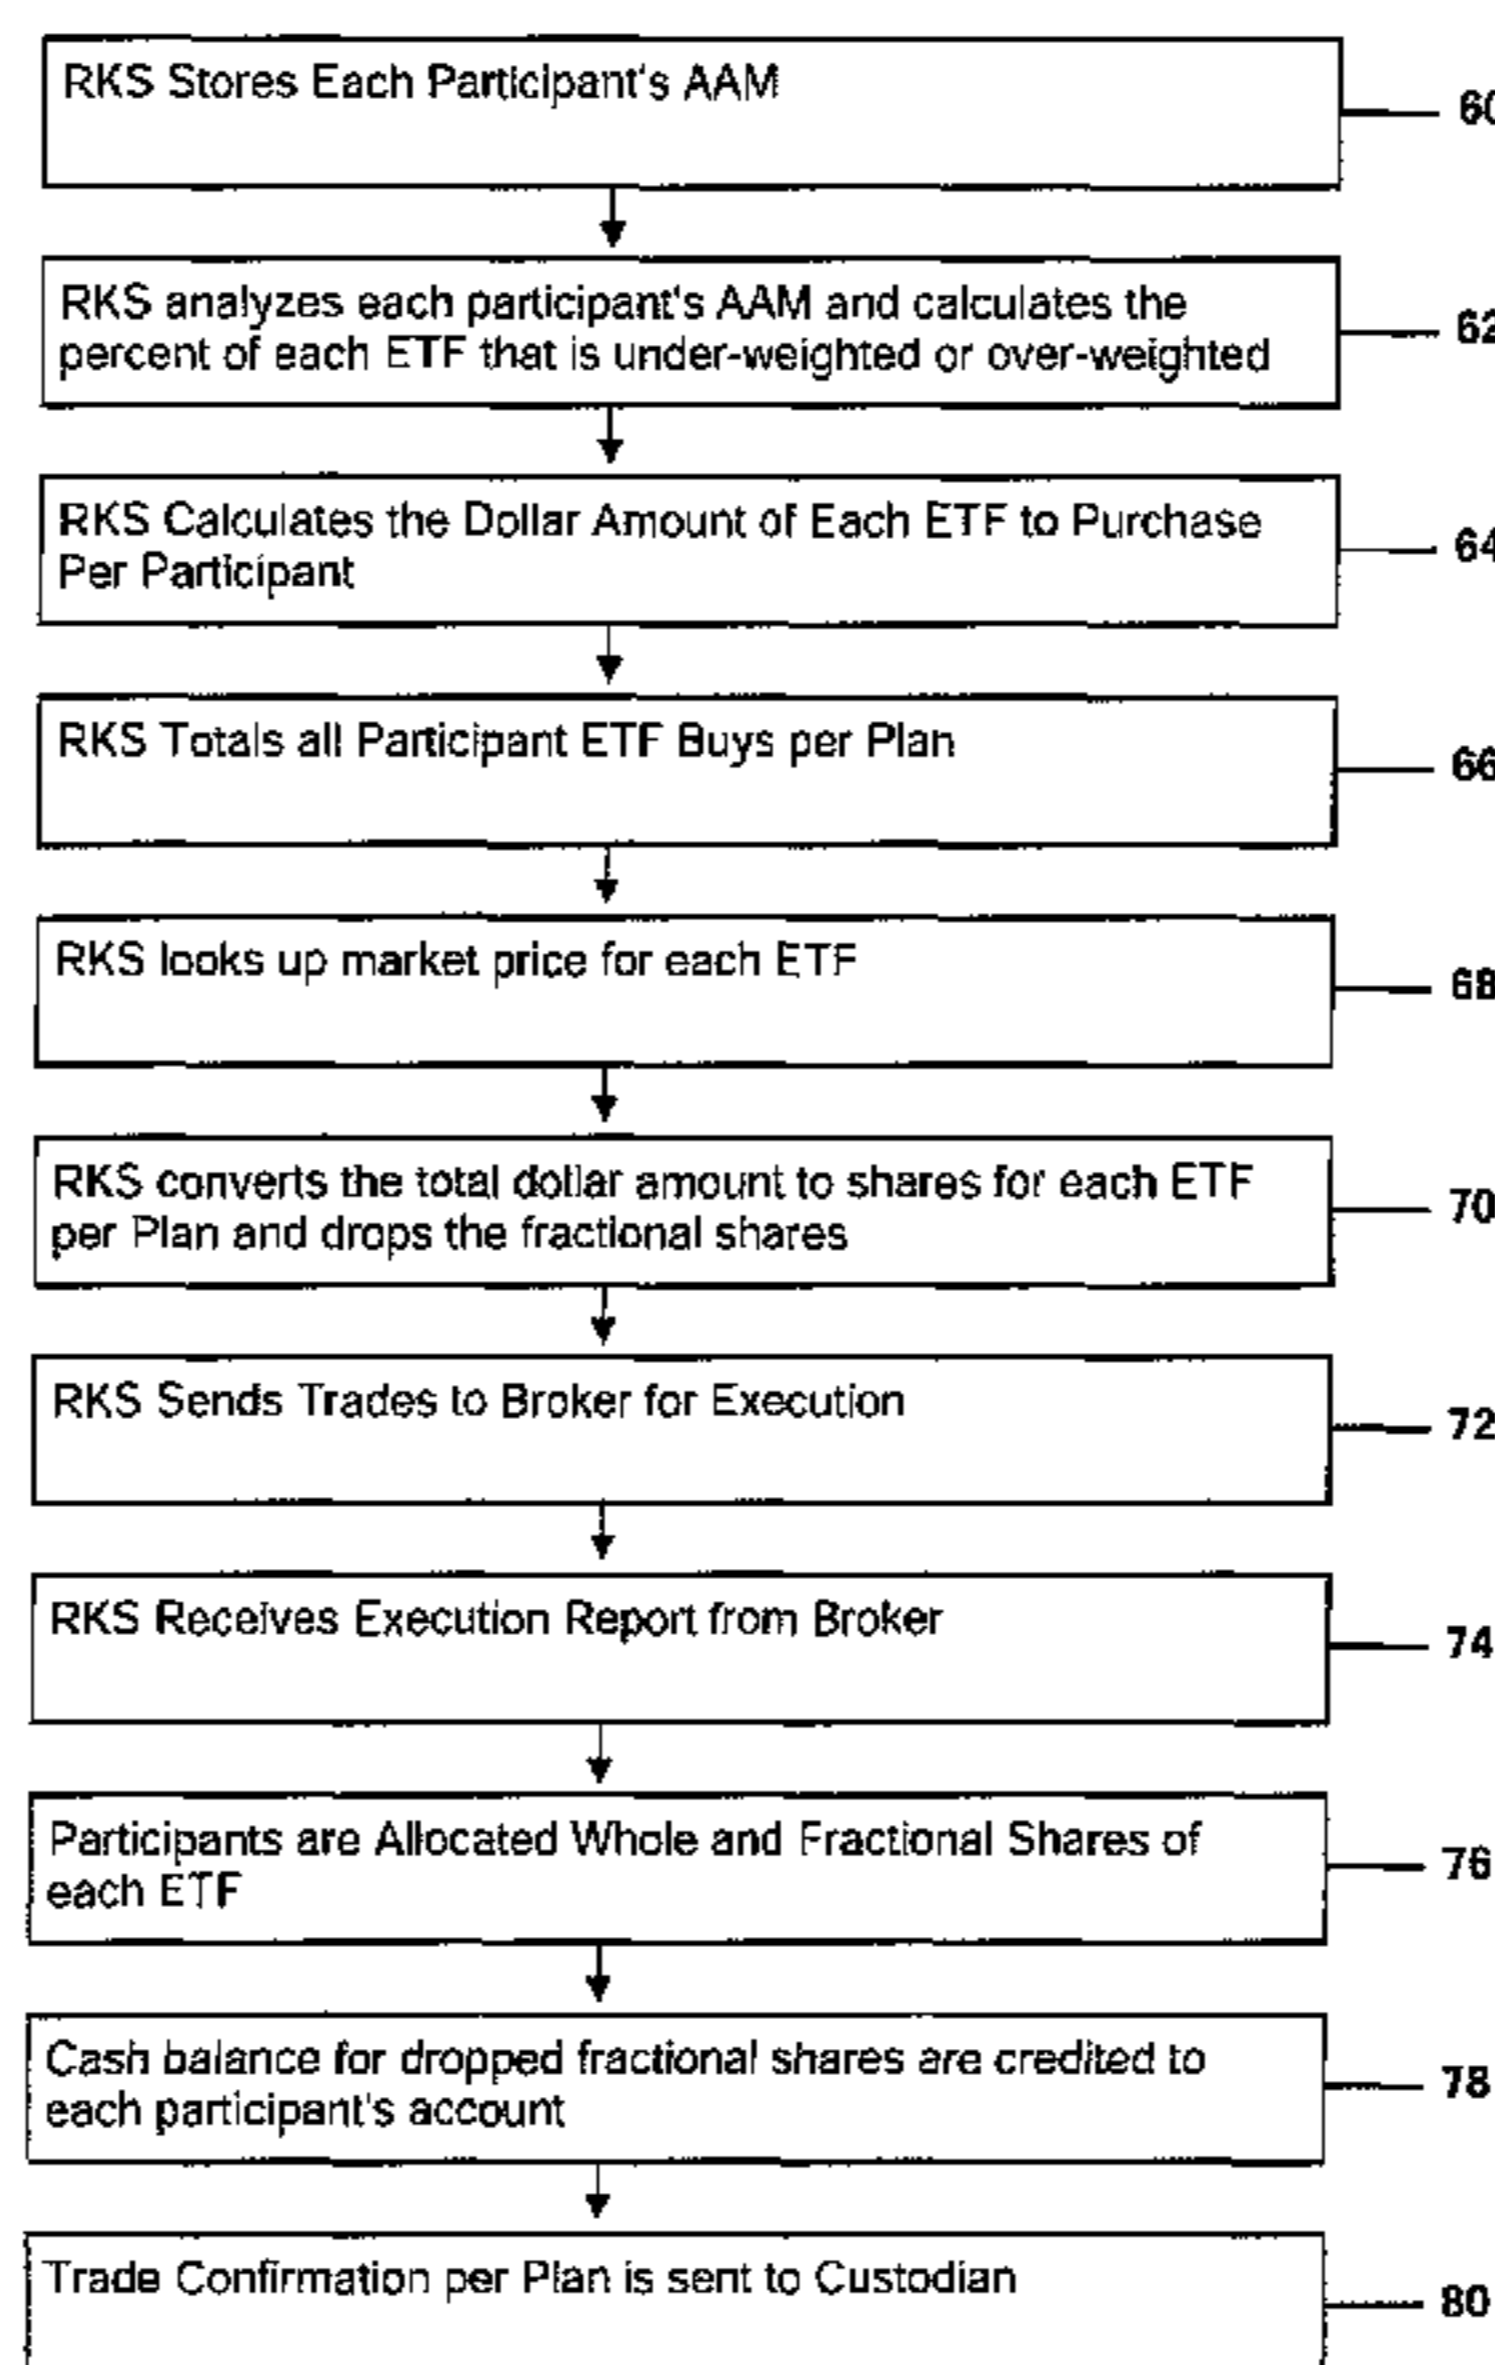 RKS Stores Each Participant's AAM
60
RKS analyzes each participant's AAM and calculates the
percent of each ETF that is under-weighted or over-weighted
62
RKS Calculates the Dollar Amount of Each ETF to Purchase
Per Participant
64
RKS Totals all Participant ETF Buys per Plan
66
RKS looks up market price for each ETF
68
RKS converts the total dollar amount to shares for each ETF
per Plan and drops the fractional shares
70
RKS Sends Trades to Broker for Execution
72
RKS Receives Execution Report from Broker
74
Participants are Allocated Whole and Fractional Shares of
each ETF
76
Cash balance for dropped fractional shares are credited to
each participant's account
78
Trade Confirmation per Plan is sent to Custodian
80